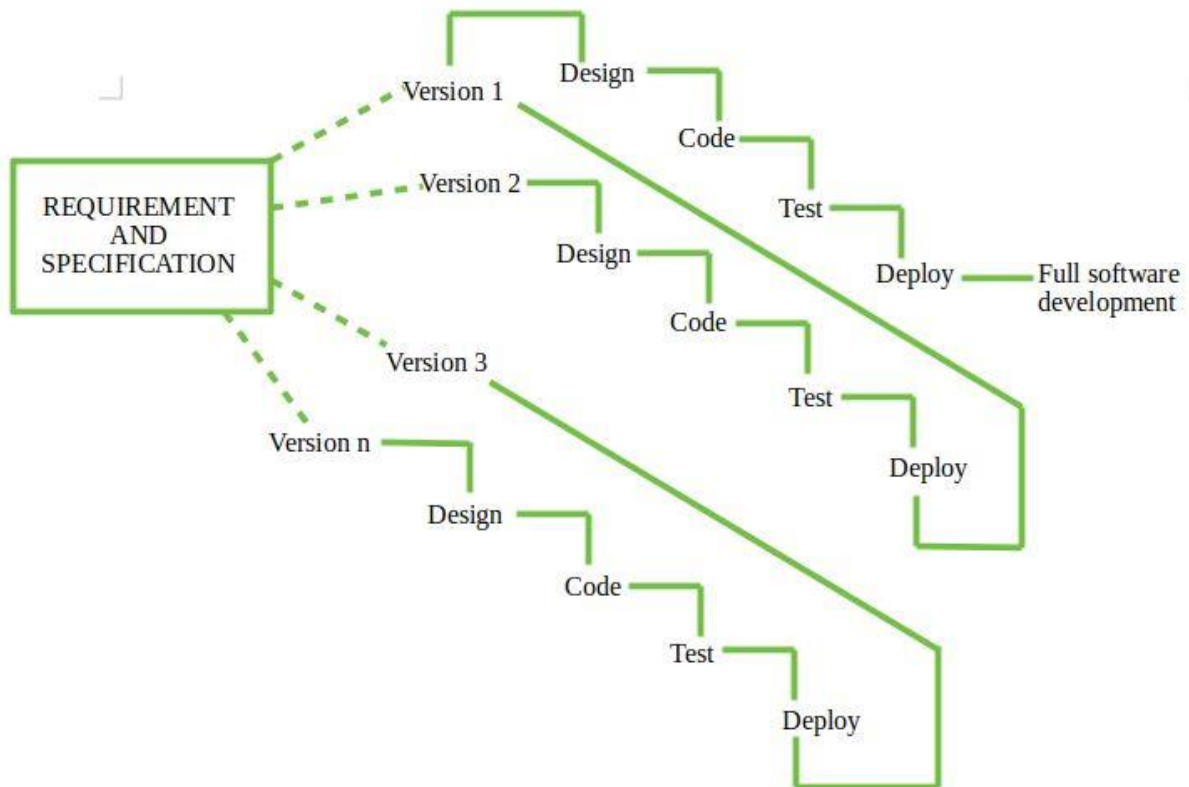 REQUIREMENT
AND
SPECIFICATION
Version 1
Design
Code
Test
Deploy
Full software
development
Version 2
Design
Code
Test
Deploy
Version 3
Version n
Design
Code
Test
Deploy